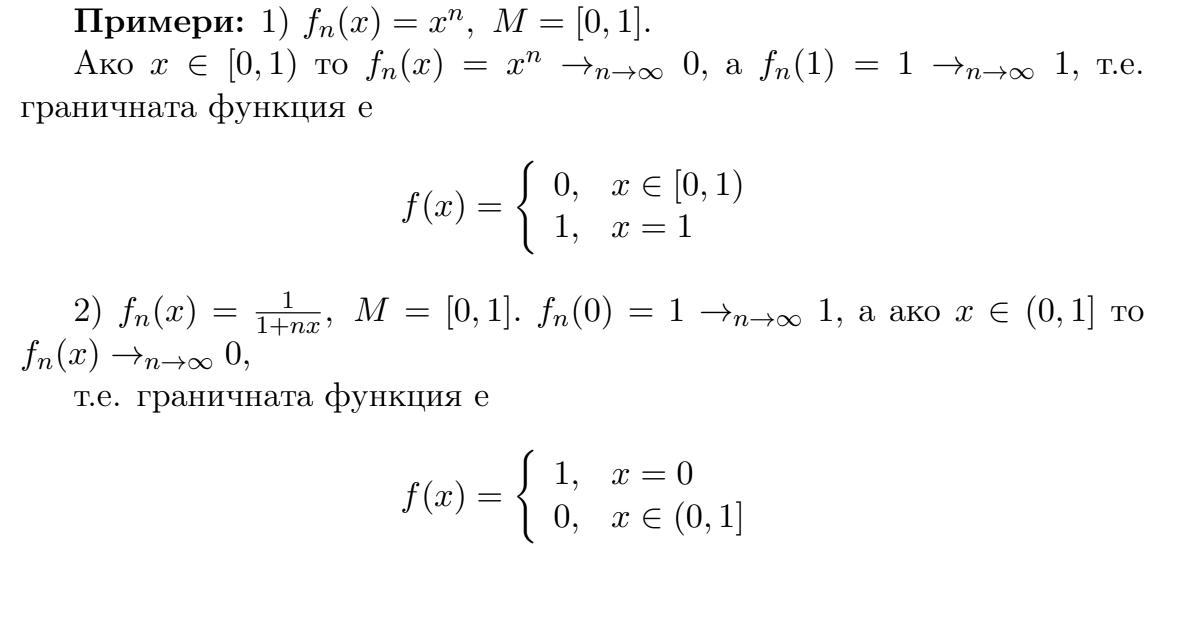 Примери: 1) fₙ(x) = xⁿ, M = [0, 1].
Ако x ∈ [0, 1) то fₙ(x) = xⁿ →ₙ→∞ 0, а fₙ(1) = 1 →ₙ→∞ 1, т.е.
граничната функция е
f(x) = { 0, x ∈ [0, 1)
1, x = 1
2) fₙ(x) = 1/(1+nx), M = [0, 1]. fₙ(0) = 1 →ₙ→∞ 1, а ако x ∈ (0, 1] то
fₙ(x) →ₙ→∞ 0,
т.е. граничната функция е
f(x) = { 1, x = 0
0, x ∈ (0, 1]